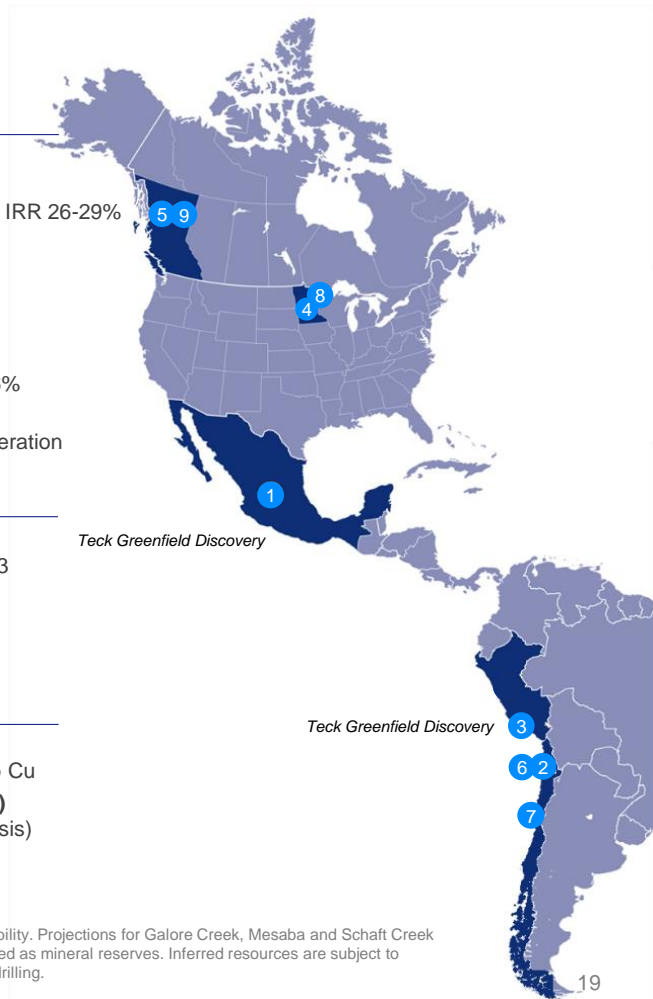 IRR 26-29%
5 9
8
4
%
eration
1
Teck Greenfield Discovery
3
Teck Greenfield Discovery 3
Cu
6 2
)
sis)
7
bility. Projections for Galore Creek, Mesaba and Schaft Creek
ed as mineral reserves. Inferred resources are subject to
drilling.
19